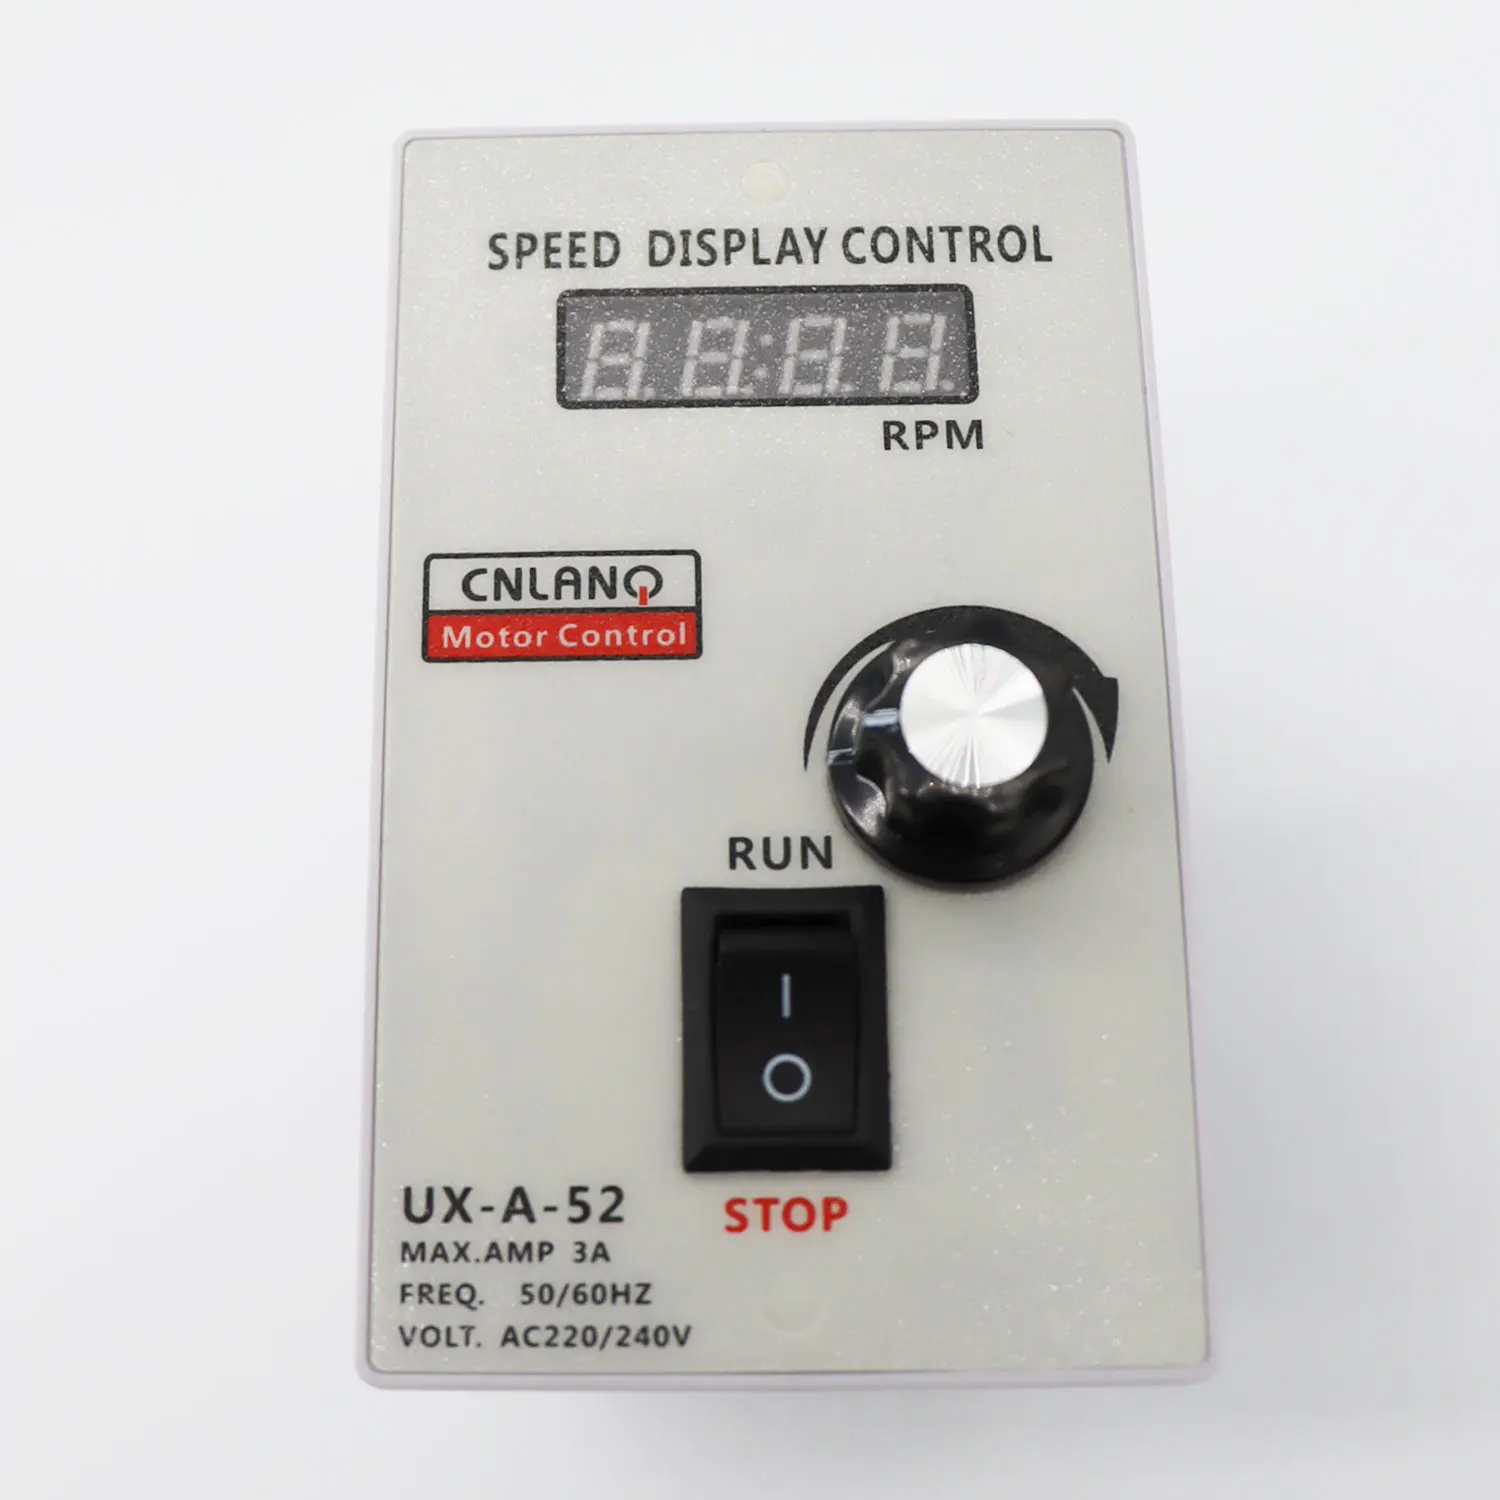 SPEED DISPLAY CONTROL
RPM
CNLANQ
Motor Control
RUN
STOP
UX-A-52
MAX.AMP 3A
FREQ. 50/60HZ
VOLT. AC220/240V